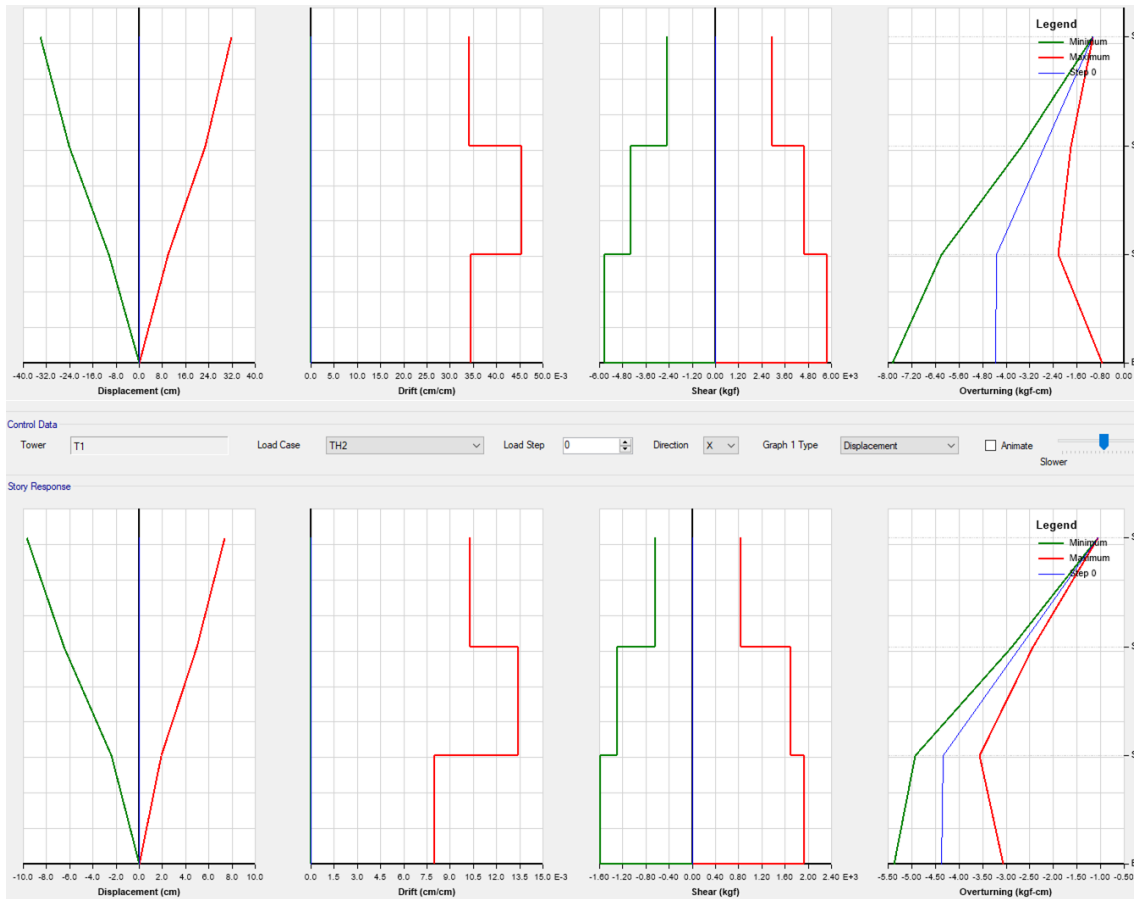 Legend
Minimum
Maximum
Step 0
-40.0 -32.0 -24.0 -16.0 -8.0 0.0 8.0 16.0 24.0 32.0 40.0
Displacement (cm)
0.0 5.0 10.0 15.0 20.0 25.0 30.0 35.0 40.0 45.0 50.0 E-3
Drift (cm/cm)
-6.00 -4.80 -3.60 -2.40 -1.20 0.00 1.20 2.40 3.60 4.80 6.00 E+3
Shear (kgf)
-8.00 -7.20 -6.40 -5.60 -4.80 -4.00 -3.20 -2.40 -1.60 -0.80 0.00
Overturning (kgf-cm)
Control Data
Tower T1 Load Case TH2 Load Step 0 Direction X Graph 1 Type Displacement Animate
Slower
Story Response
Legend
Minimum
Maximum
Step 0
-10.0 -8.0 -6.0 -4.0 -2.0 0.0 2.0 4.0 6.0 8.0 10.0
Displacement (cm)
0.0 1.5 3.0 4.5 6.0 7.5 9.0 10.5 12.0 13.5 15.0 E-3
Drift (cm/cm)
-1.60 -1.20 -0.80 -0.40 0.00 0.40 0.80 1.20 1.60 2.00 2.40 E+3
Shear (kgf)
-5.50 -5.00 -4.50 -4.00 -3.50 -3.00 -2.50 -2.00 -1.50 -1.00 -0.50
Overturning (kgf-cm)